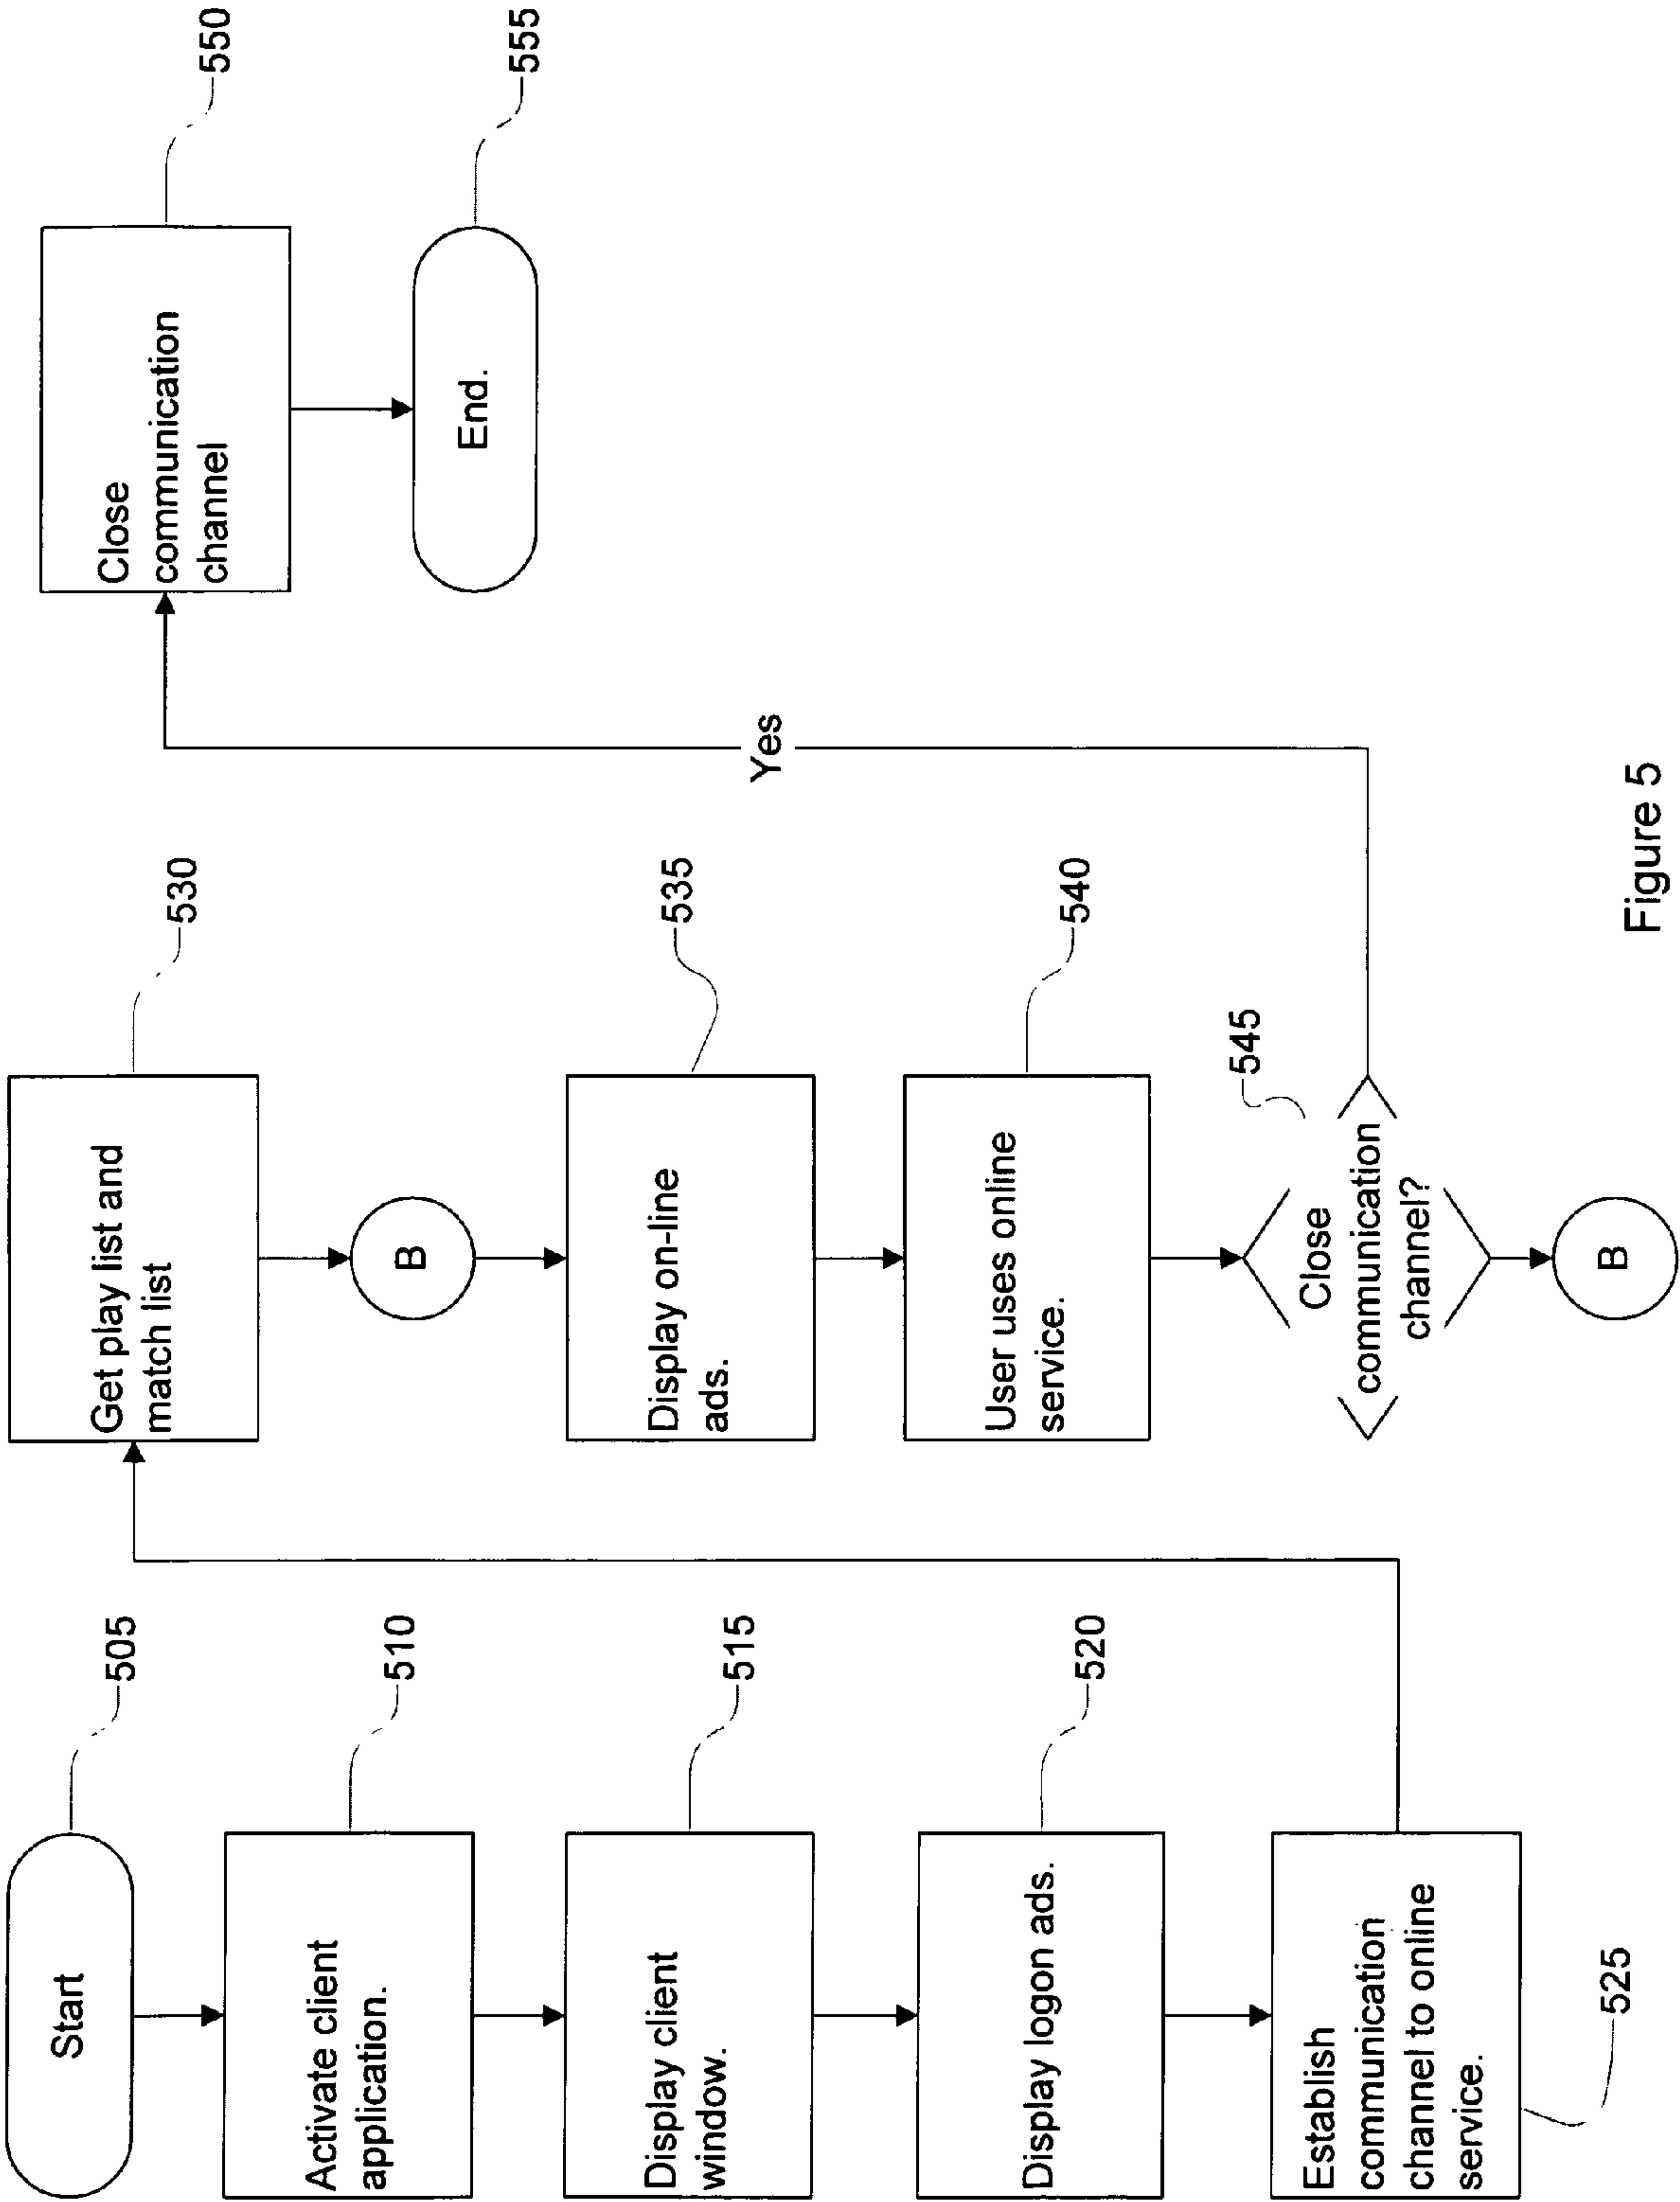 Start
505
Activate client
application.
510
Display client
window.
515
Display logon ads.
520
Establish
communication
channel to online
service.
525
Get play list and
match list
530
B
Display on-line
ads.
535
User uses online
service.
540
Close
communication
channel?
545
B
Yes
Close
communication
channel
550
End.
555
Figure 5